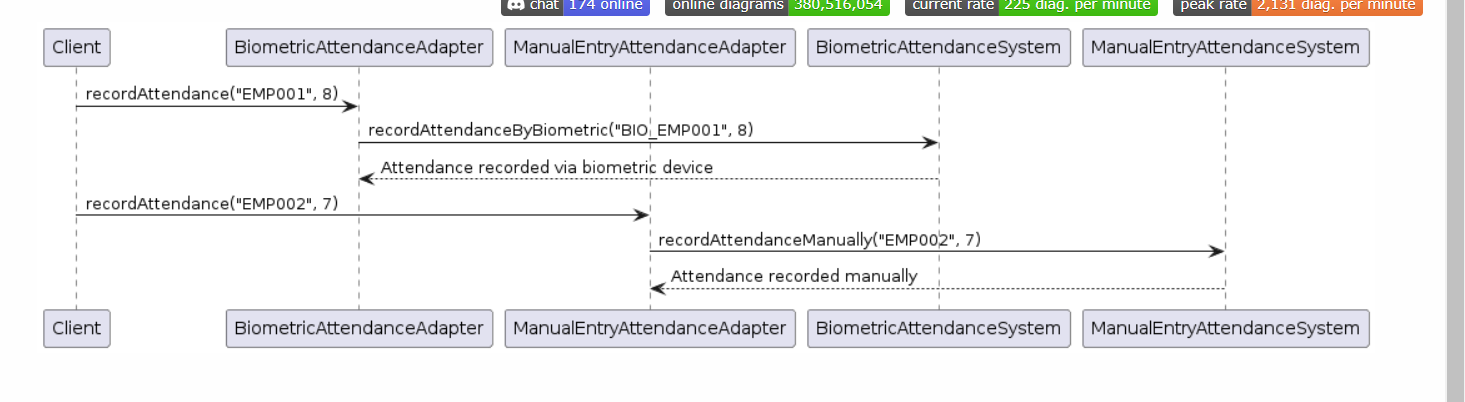 chat 174 online online diagrams 380,516,054 current rate 225 diag. per minute peak rate 2,131 diag. per minute
Client BiometricAttendanceAdapter ManualEntryAttendanceAdapter BiometricAttendanceSystem ManualEntryAttendanceSystem
recordAttendance("EMP001", 8)
recordAttendanceByBiometric("BIO_EMP001", 8)
Attendance recorded via biometric device
recordAttendance("EMP002", 7)
recordAttendanceManually("EMP002", 7)
Attendance recorded manually
Client BiometricAttendanceAdapter ManualEntryAttendanceAdapter BiometricAttendanceSystem ManualEntryAttendanceSystem